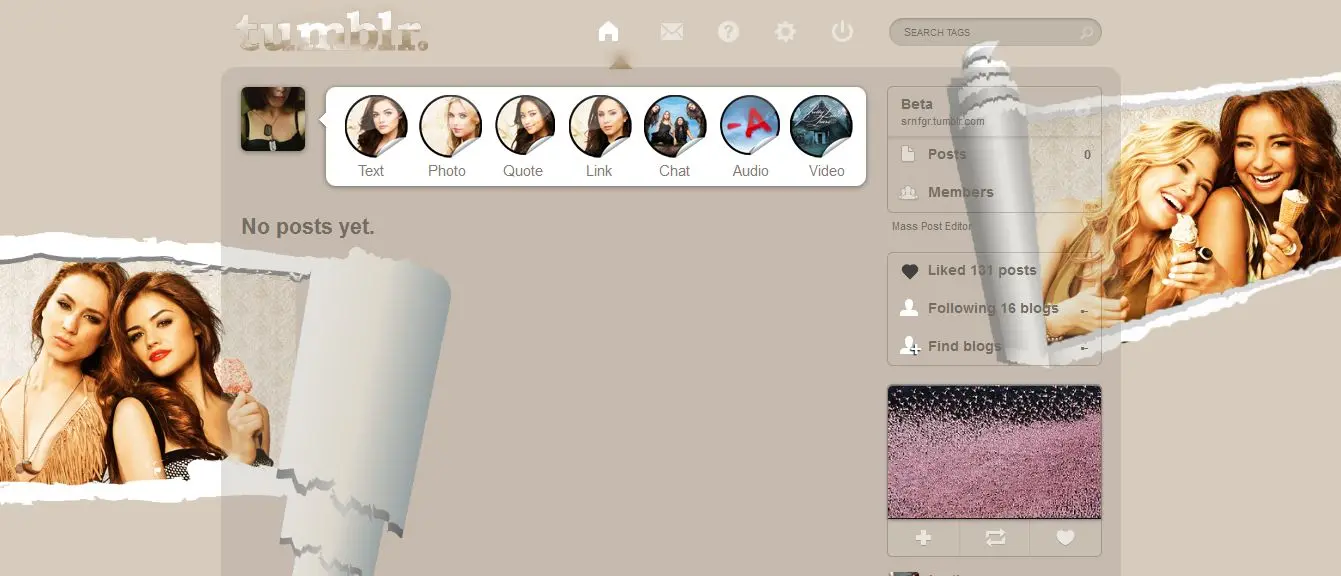 tumblr.
SEARCH TAGS
-A
Text
Photo
Quote
Link
Chat
Audio
Video
No posts yet.
Beta
srnfgr.tumblr.com
Posts 0
Members
Mass Post Editor
Liked 131 posts
Following 16 blogs
Find blogs